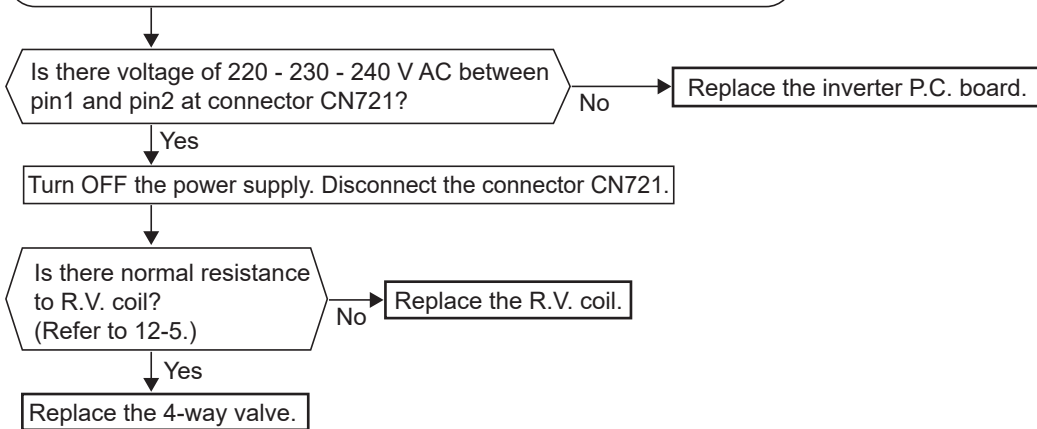 Is there voltage of 220 - 230 - 240 V AC between
pin1 and pin2 at connector CN721?
No
Replace the inverter P.C. board.
Yes
Turn OFF the power supply. Disconnect the connector CN721.
Is there normal resistance
to R.V. coil?
(Refer to 12-5.)
No
Replace the R.V. coil.
Yes
Replace the 4-way valve.